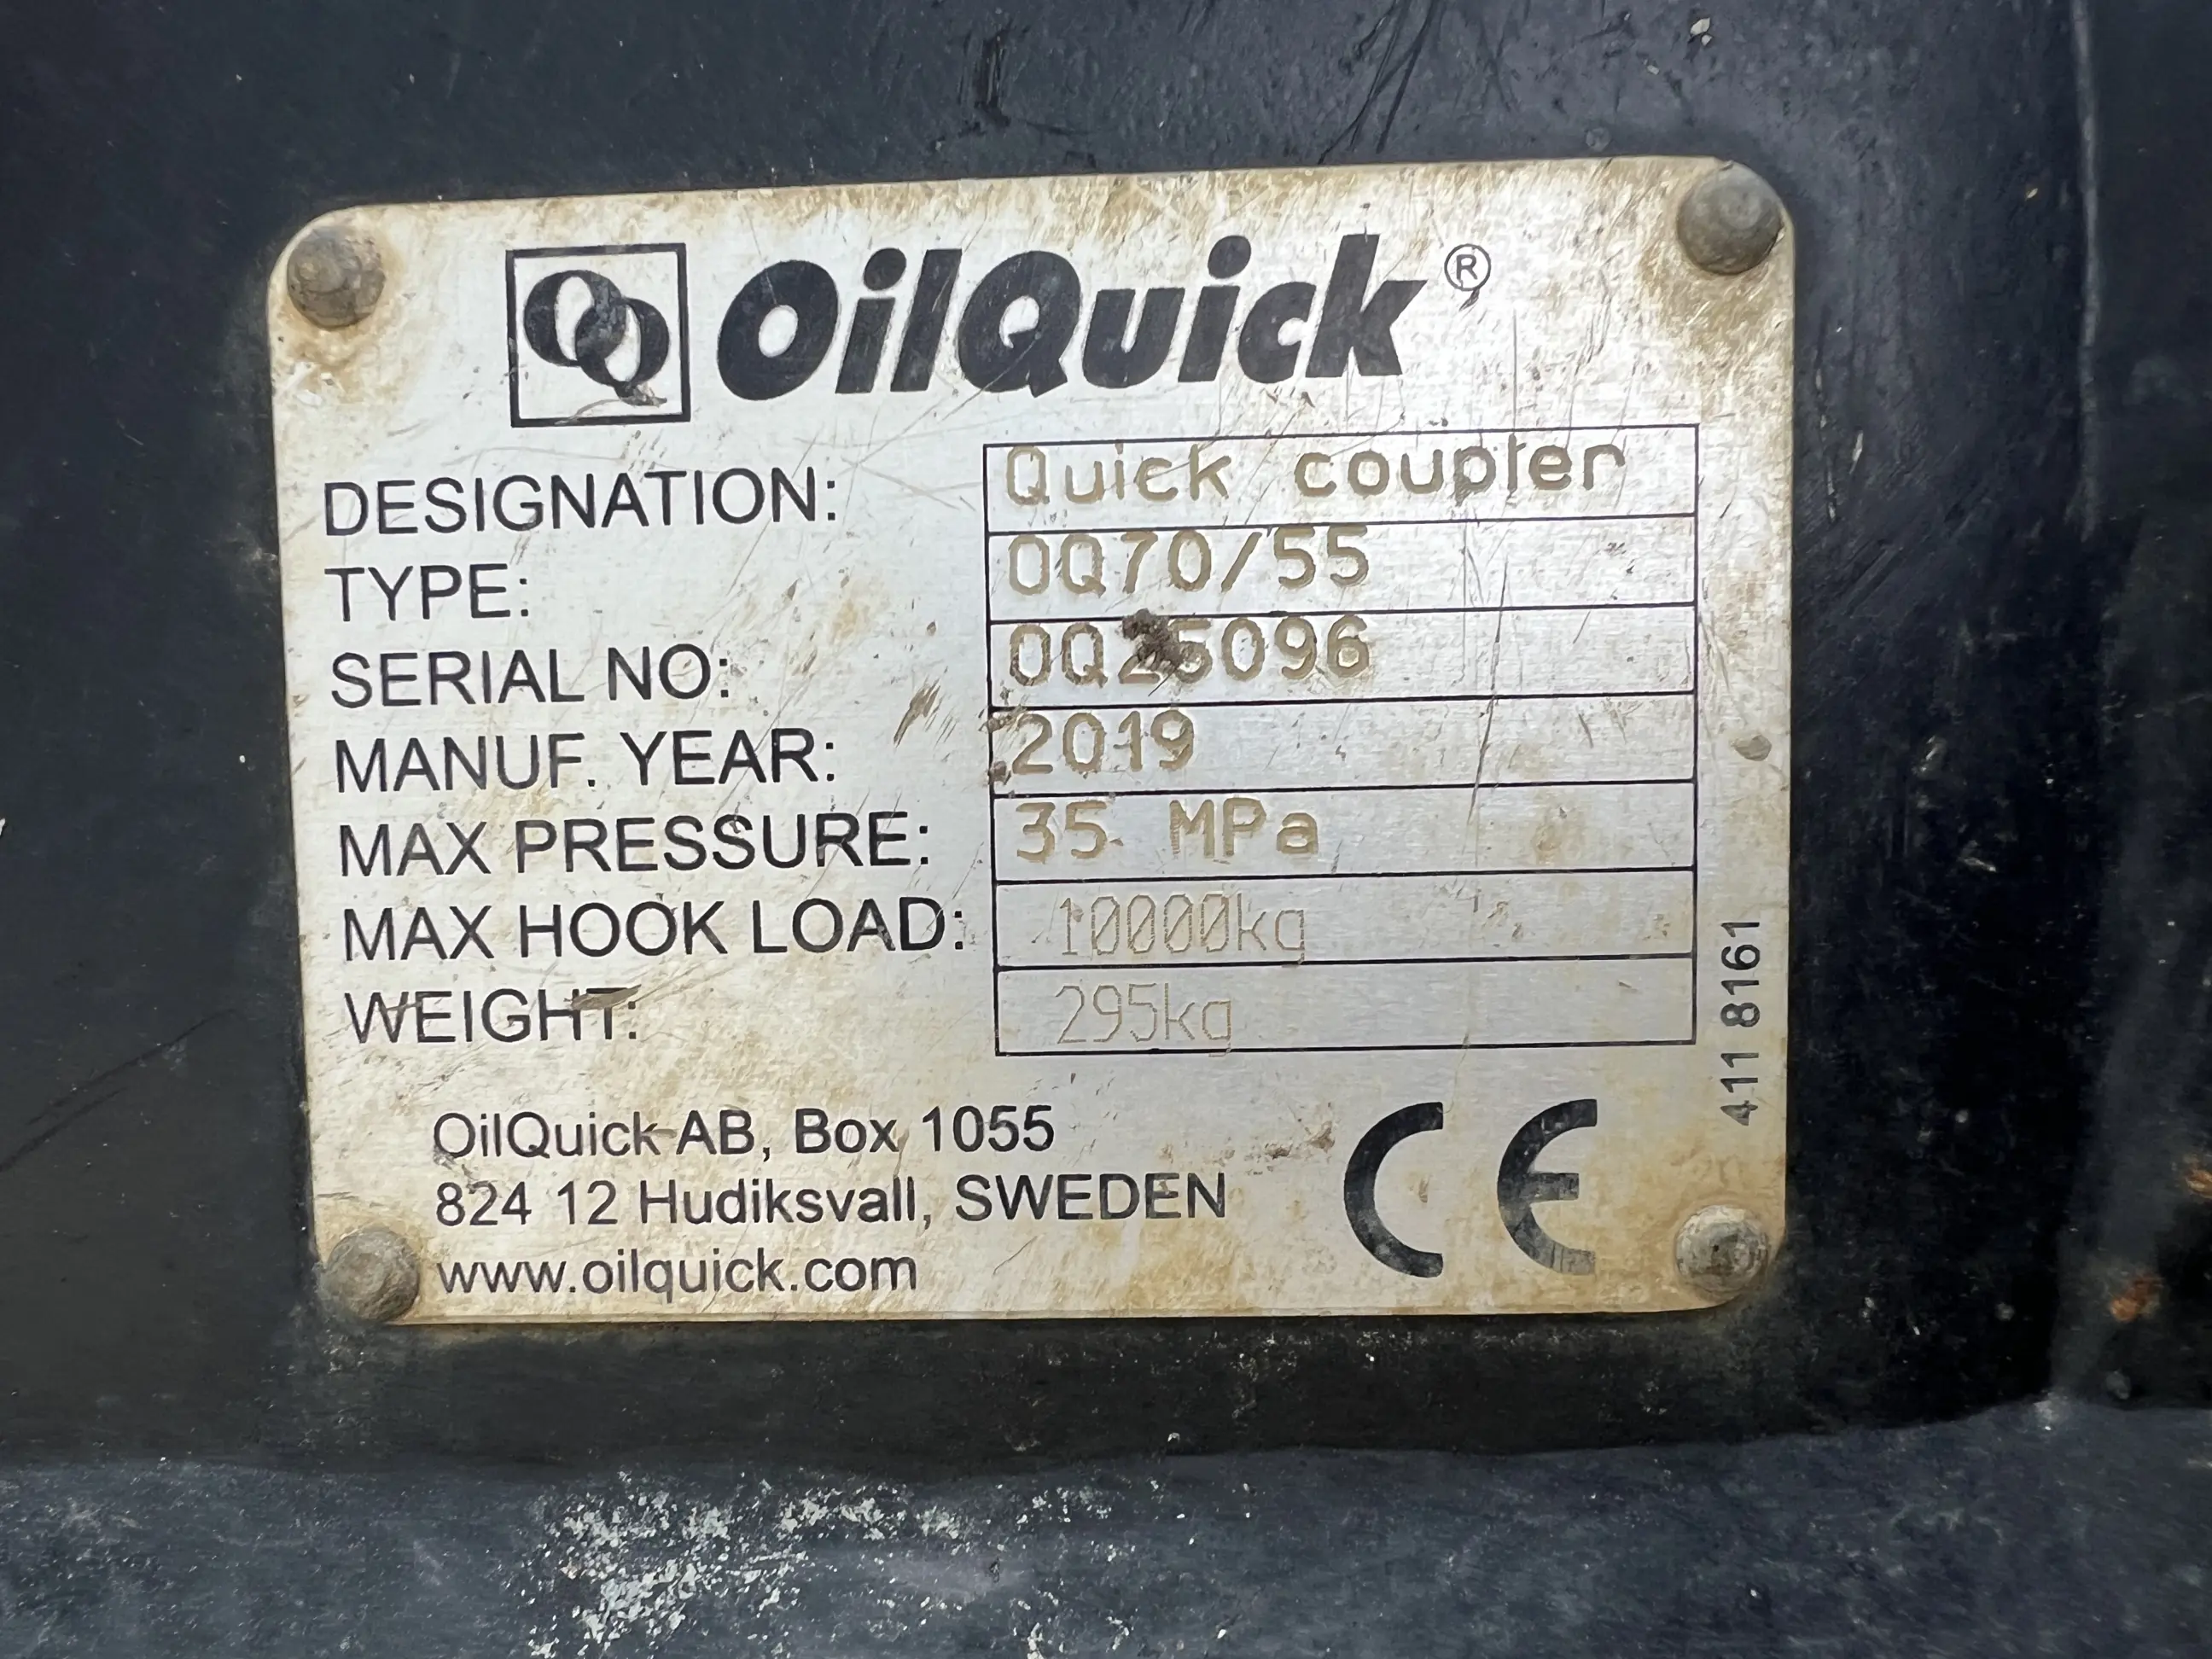 OilQuick®
DESIGNATION: Quick coupler
TYPE: OQ70/55
SERIAL NO: OQ25096
MANUF. YEAR: 2019
MAX PRESSURE: 35 MPa
MAX HOOK LOAD: 10000kg
WEIGHT: 295kg
411 8161
OilQuick AB, Box 1055
824 12 Hudiksvall, SWEDEN
www.oilquick.com
CE